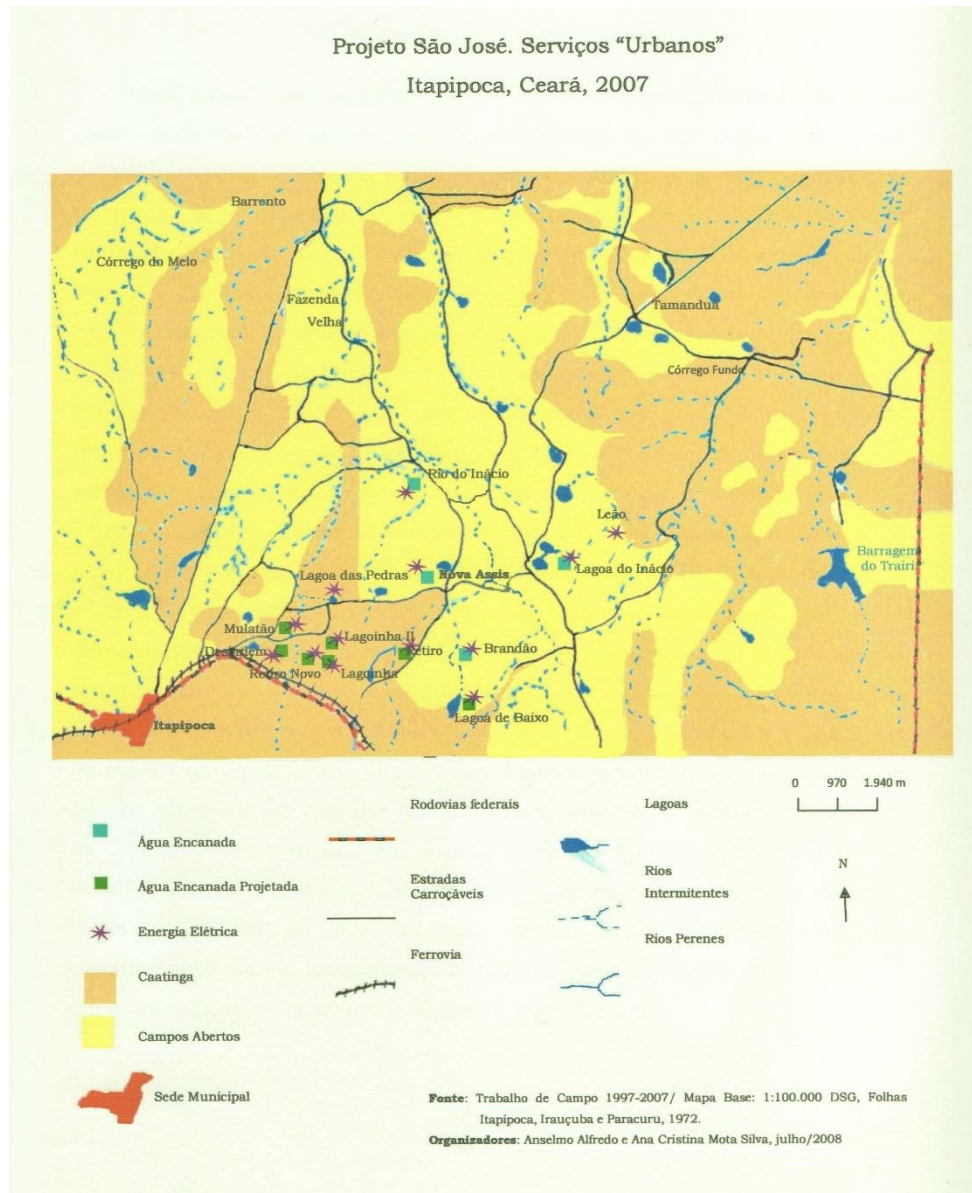 Projeto São José. Serviços “Urbanos”
Itapipoca, Ceará, 2007
Barrento
Córrego do Meio
Fazenda
Velha
Tamanduá
Córrego Fundo
Rio do Inácio
Leão
Barragem
do Trairi
Lagoa do Inácio
Lagoa das Pedras
Nova Assis
Mulatão
Lagoinha II
Retiro
Brandão
Retiro Novo
Lagoinha
Lagoa de Baixo
Itapipoca
0 970 1.940 m
Rodovias federais
Lagoas
Água Encanada
Água Encanada Projetada
Estradas
Carroçáveis
Rios
Intermitentes
N
Energia Elétrica
Rios Perenes
Ferrovia
Caatinga
Campos Abertos
Sede Municipal
Fonte: Trabalho de Campo 1997-2007/ Mapa Base: 1:100.000 DSG, Folhas
Itapipoca, Irauçuba e Paracuru, 1972.
Organizadores: Anselmo Alfredo e Ana Cristina Mota Silva, julho/2008